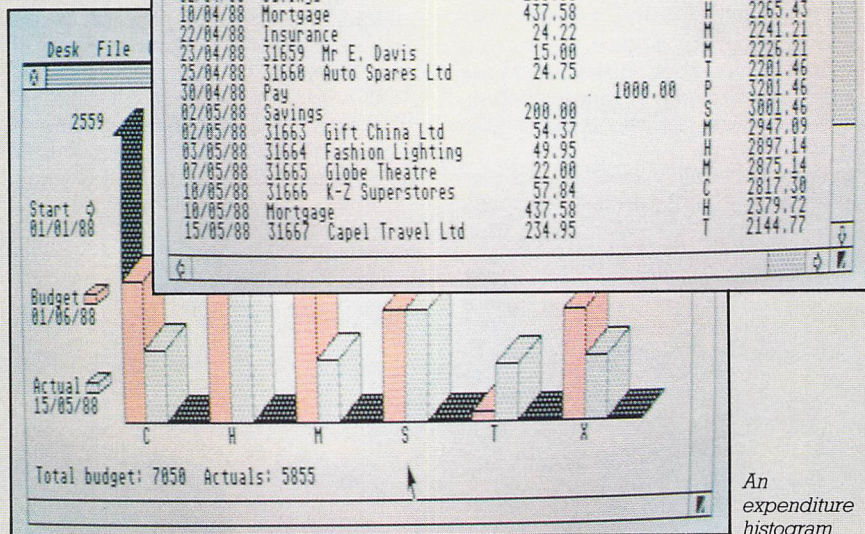 10/04/88 Mortgage 437.58 H 2265.43
22/04/88 Insurance 24.22 M 2241.21
23/04/88 31659 Mr E. Davis 15.00 M 2226.21
25/04/88 31660 Auto Spares Ltd 24.75 T 2201.46
30/04/88 Pay 1000.00 P 3201.46
02/05/88 Savings 200.00 S 3001.46
02/05/88 31663 Gift China Ltd 54.37 M 2947.09
03/05/88 31664 Fashion Lighting 49.95 H 2897.14
07/05/88 31665 Globe Theatre 22.00 M 2875.14
10/05/88 31666 K-Z Superstores 57.84 C 2817.30
10/05/88 Mortgage 437.58 H 2379.72
15/05/88 31667 Capel Travel Ltd 234.95 T 2144.77
Desk File
2559
Start
01/01/88
Budget
01/06/88
Actual
15/05/88
C H M S T X
Total budget: 7050 Actuals: 5855
An
expenditure
histogram